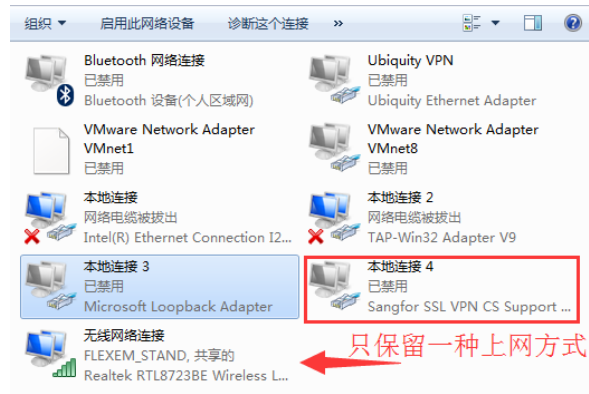 组织 启用此网络设备 诊断这个连接 »
Bluetooth 网络连接
已禁用
Bluetooth 设备(个人区域网)
Ubiquity VPN
已禁用
Ubiquity Ethernet Adapter
VMware Network Adapter
VMnet1
已禁用
VMware Network Adapter
VMnet8
已禁用
本地连接
网络电缆被拔出
Intel(R) Ethernet Connection I2...
本地连接 2
网络电缆被拔出
TAP-Win32 Adapter V9
本地连接 3
已禁用
Microsoft Loopback Adapter
本地连接 4
已禁用
Sangfor SSL VPN CS Support ...
无线网络连接
FLEXEM_STAND, 共享的
Realtek RTL8723BE Wireless L...
只保留一种上网方式